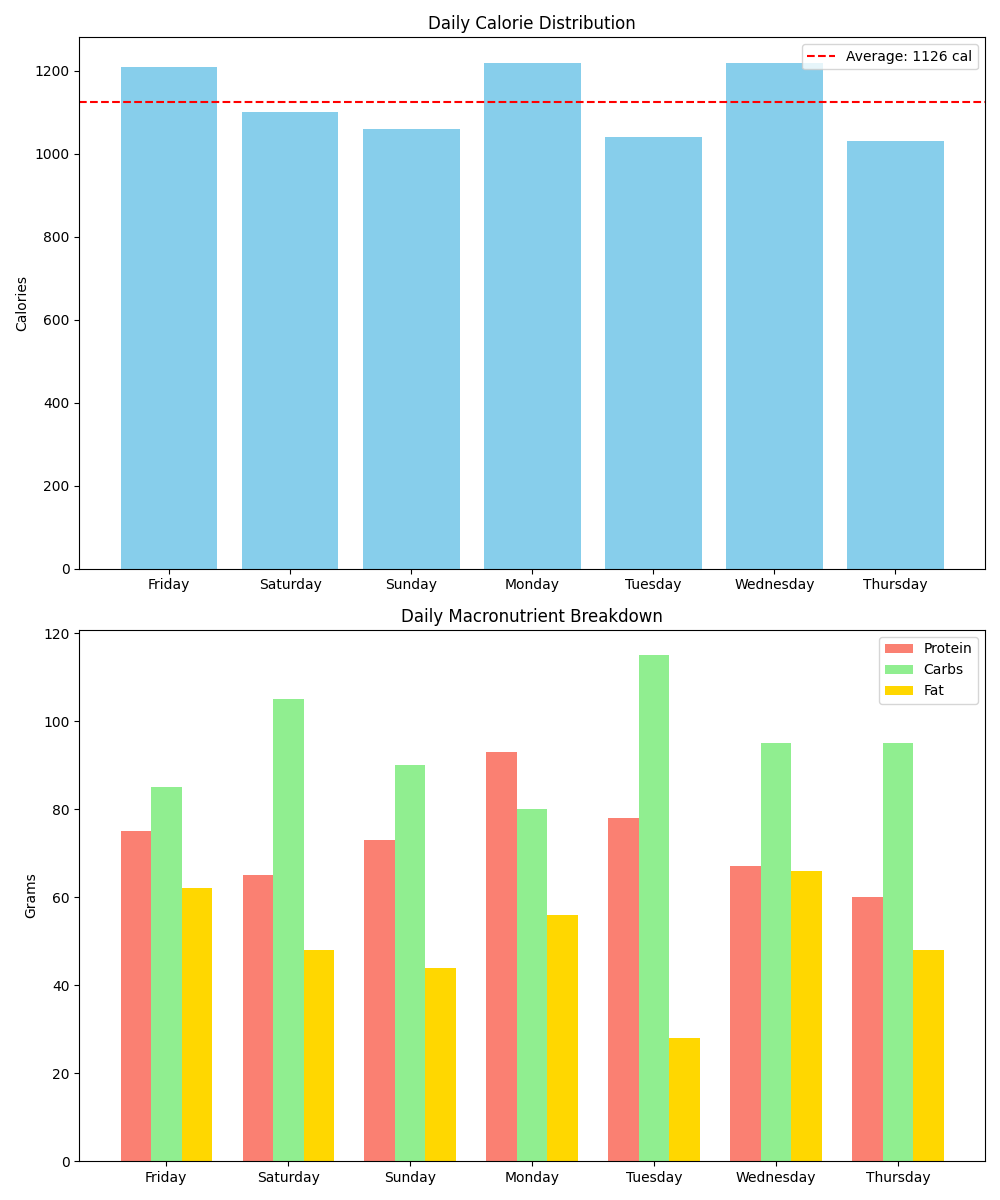 Daily Calorie Distribution
Average: 1126 cal
1200
1000
800
600
400
200
0
Calories
Friday Saturday Sunday Monday Tuesday Wednesday Thursday
Daily Macronutrient Breakdown
Protein
Carbs
Fat
120
100
80
60
40
20
0
Grams
Friday Saturday Sunday Monday Tuesday Wednesday Thursday